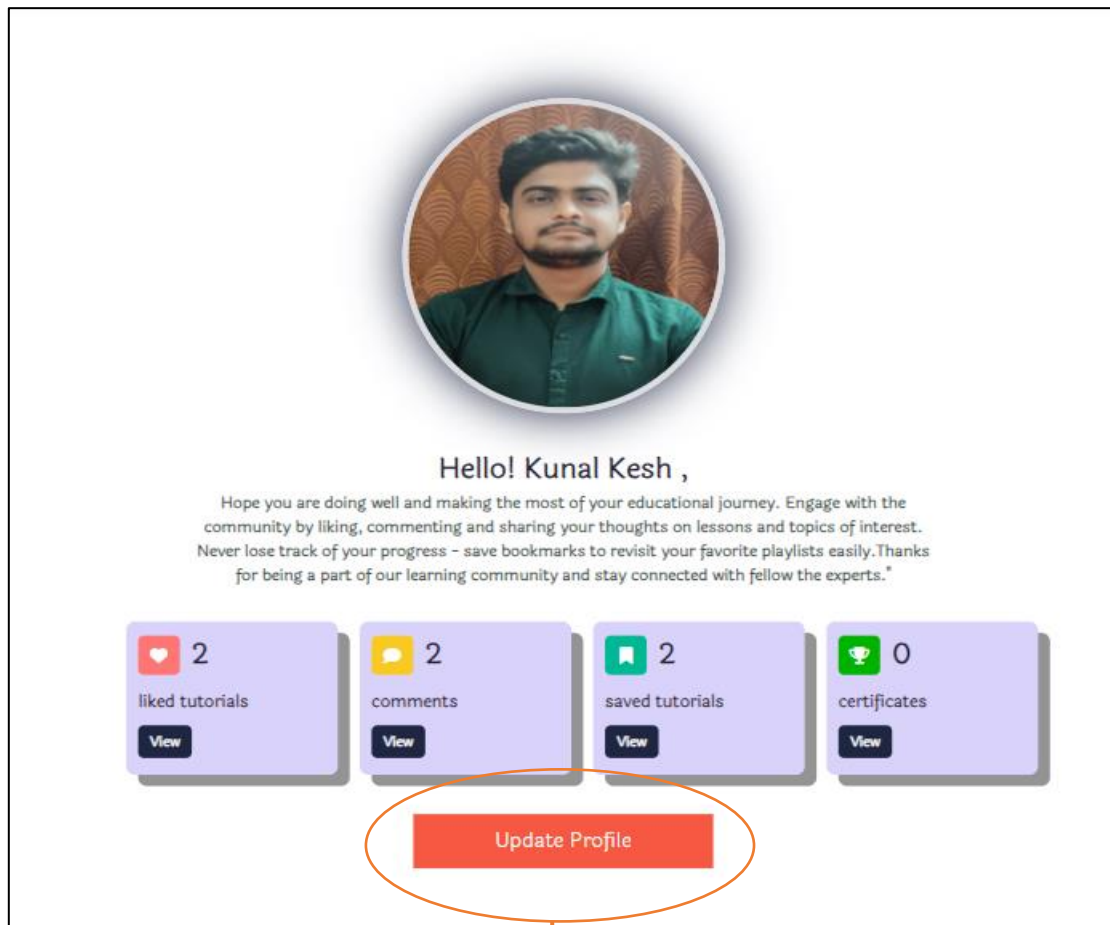 Hello! Kunal Kesh ,
Hope you are doing well and making the most of your educational journey. Engage with the
community by liking, commenting and sharing your thoughts on lessons and topics of interest.
Never lose track of your progress - save bookmarks to revisit your favorite playlists easily.Thanks
for being a part of our learning community and stay connected with fellow the experts."
2
liked tutorials
View
2
comments
View
2
saved tutorials
View
0
certificates
View
Update Profile